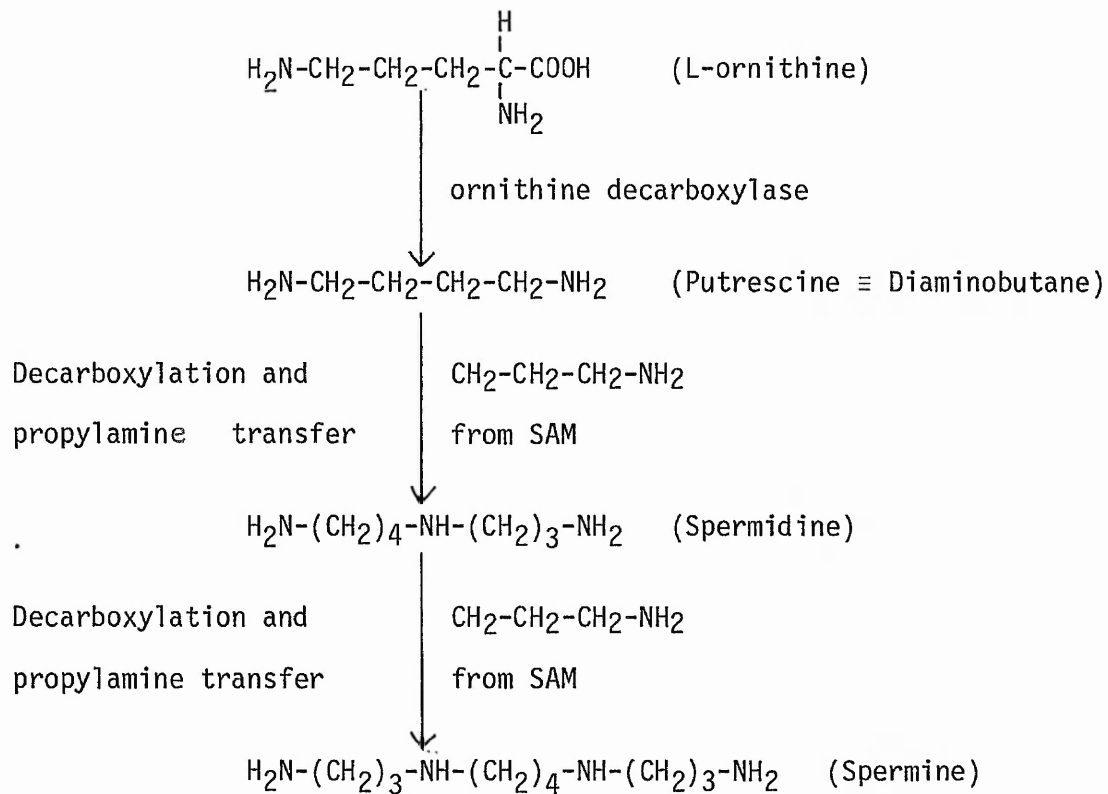 H
H₂N-CH₂-CH₂-CH₂-C-COOH (L-ornithine)
NH₂
ornithine decarboxylase
H₂N-CH₂-CH₂-CH₂-CH₂-NH₂ (Putrescine ≡ Diaminobutane)
Decarboxylation and CH₂-CH₂-CH₂-NH₂
propylamine transfer from SAM
H₂N-(CH₂)₄-NH-(CH₂)₃-NH₂ (Spermidine)
Decarboxylation and CH₂-CH₂-CH₂-NH₂
propylamine transfer from SAM
H₂N-(CH₂)₃-NH-(CH₂)₄-NH-(CH₂)₃-NH₂ (Spermine)